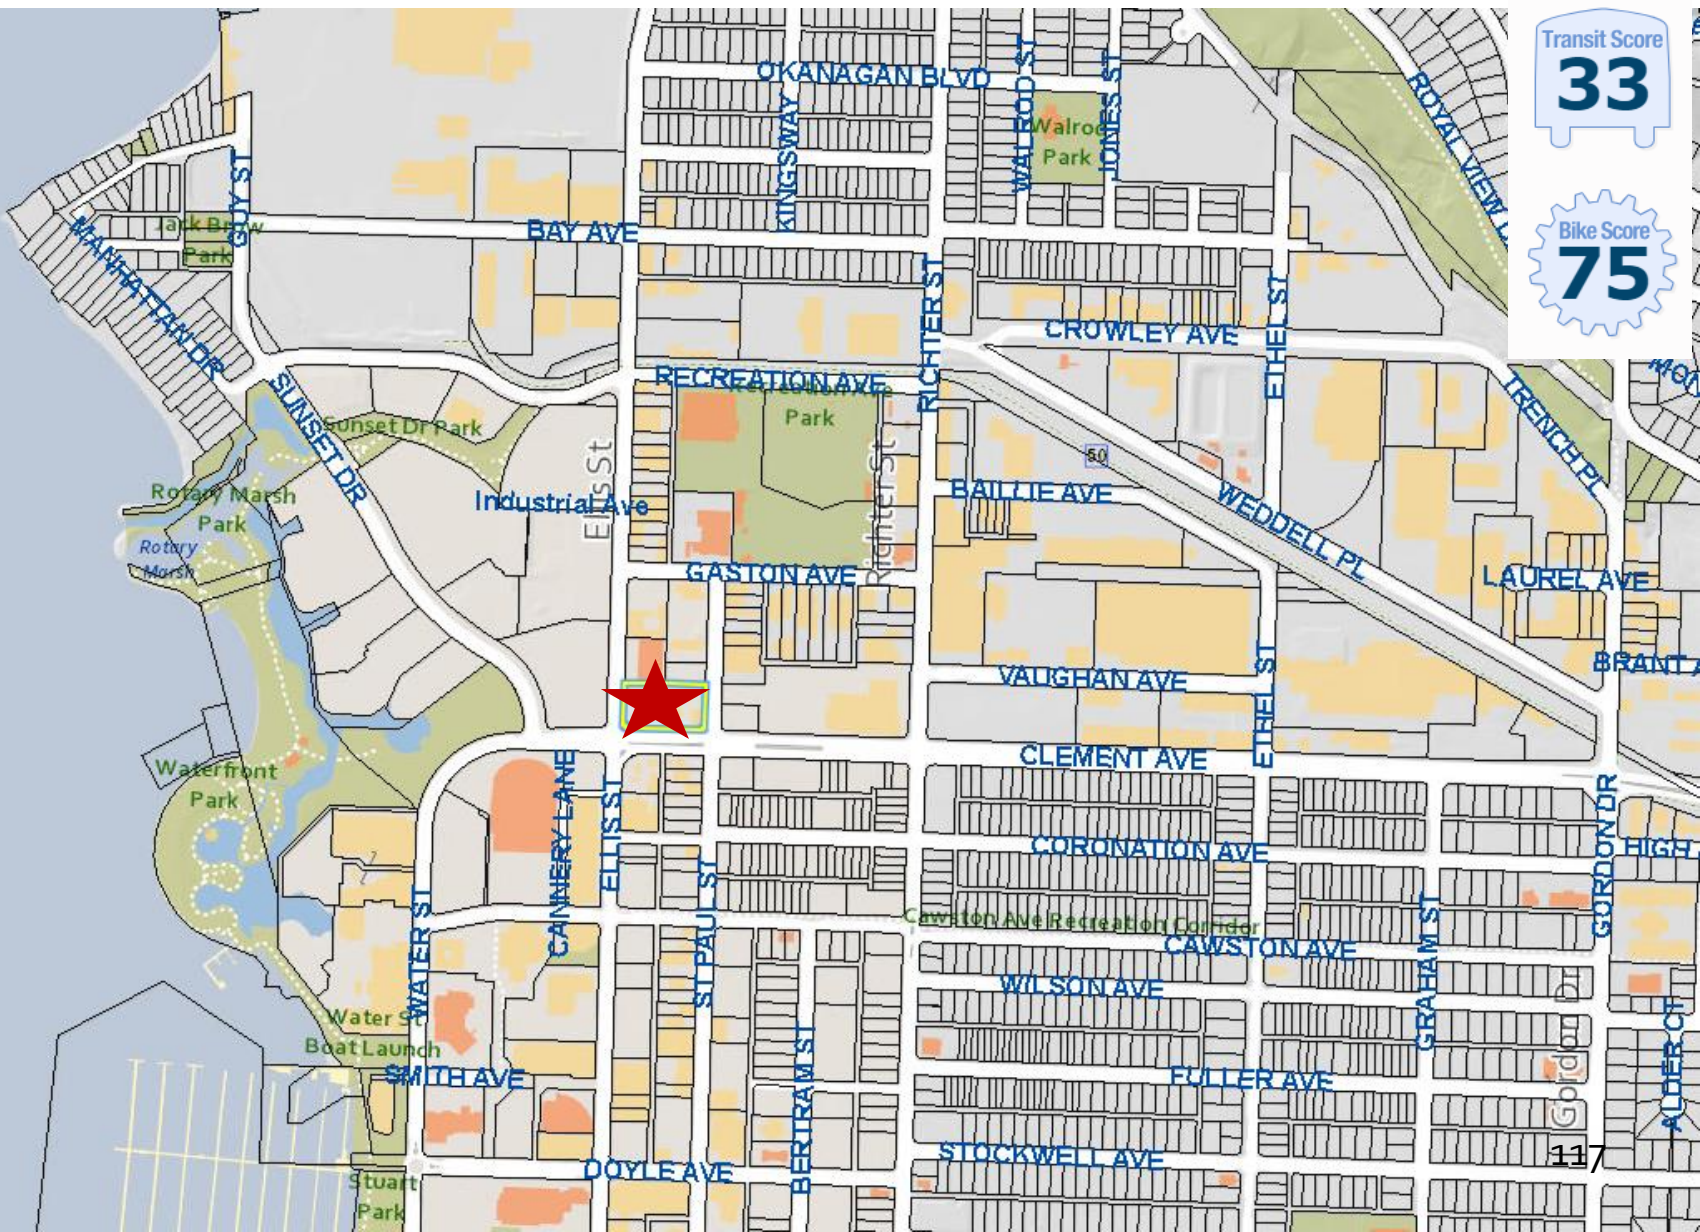 Transit Score
33
Bike Score
75
OKANAGAN BLVD
WALROD ST
JONES ST
KINGSWAY
Walrod
Park
ROYAL VIEW
GUY ST
Jack Brow
Park
BAY AVE
MANHATTAN DR
RICHTER ST
CROWLEY AVE
ETHEL ST
RECREATION AVE
Recreation Ave
Park
SUNSET DR
Sunset Dr Park
TRENCH PL
Ellis St
Richter St
50
Rotary Marsh
Park
Industrial Ave
BAILLIE AVE
WEDDELL PL
Rotary
Marsh
GASTON AVE
LAUREL AVE
VAUGHAN AVE
ETHEL ST
BRANT
CLEMENT AVE
Waterfront
Park
CANNERY LANE
ELLIS ST
GORDON DR
CORONATION AVE
HIGH
WATER ST
ST PAUL ST
Cawston Ave Recreation Corridor
CAWSTON AVE
GRAHAM ST
WILSON AVE
Gordon Dr
Water St
Boat Launch
SMITH AVE
BERTRAM ST
FULLER AVE
ALDER CT
STOCKWELL AVE
117
DOYLE AVE
Stuart
Park